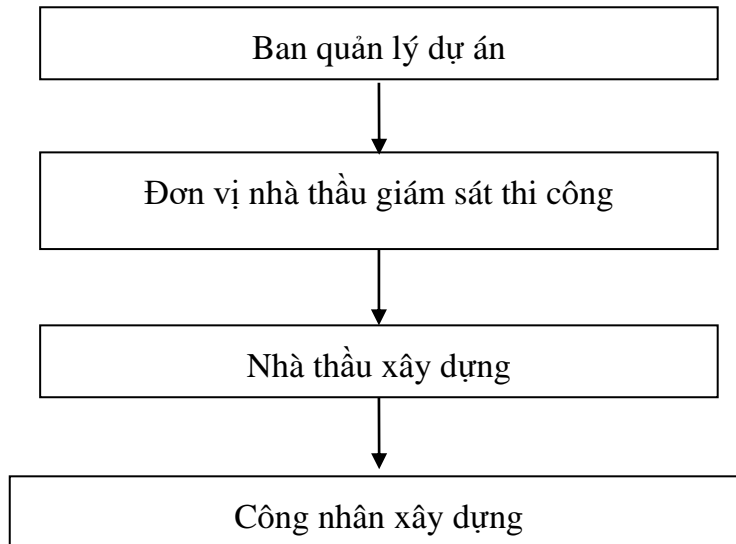 Ban quản lý dự án
Đơn vị nhà thầu giám sát thi công
Nhà thầu xây dựng
Công nhân xây dựng